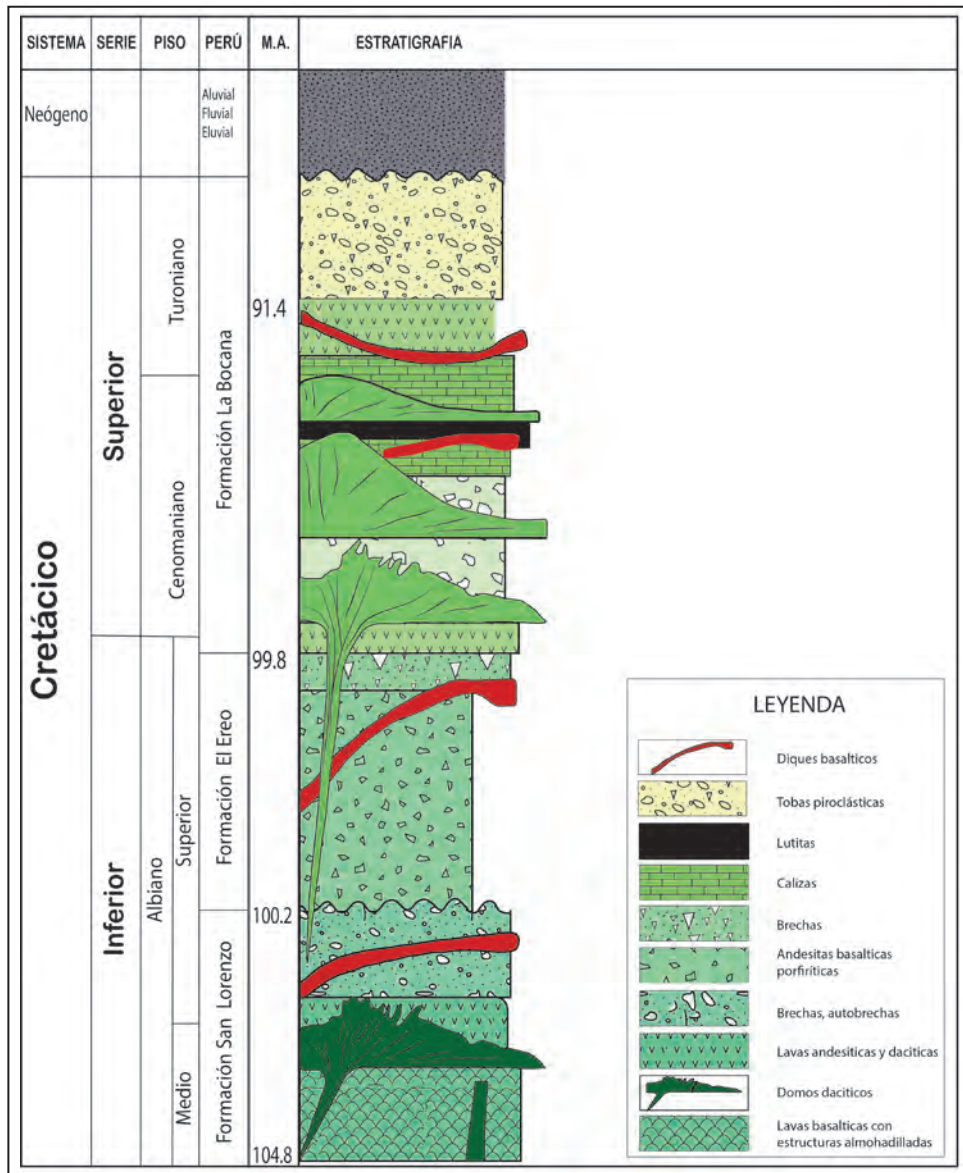 SISTEMA SERIE PISO PERÚ M.A. ESTRATIGRAFIA
Neógeno
Aluvial
Fluvial
Eluvial
Cretácico
Superior
Inferior
Turoniano
Cenomaniano
Albiano
Superior
Medio
Formación La Bocana
Formación El Ereo
Formación San Lorenzo
91.4
99.8
100.2
104.8
LEYENDA
Diques basalticos
Tobas piroclásticas
Lutitas
Calizas
Brechas
Andesitas basalticas
porfiríticas
Brechas, autobrechas
Lavas andesiticas y daciticas
Domos daciticos
Lavas basalticas con
estructuras almohadilladas